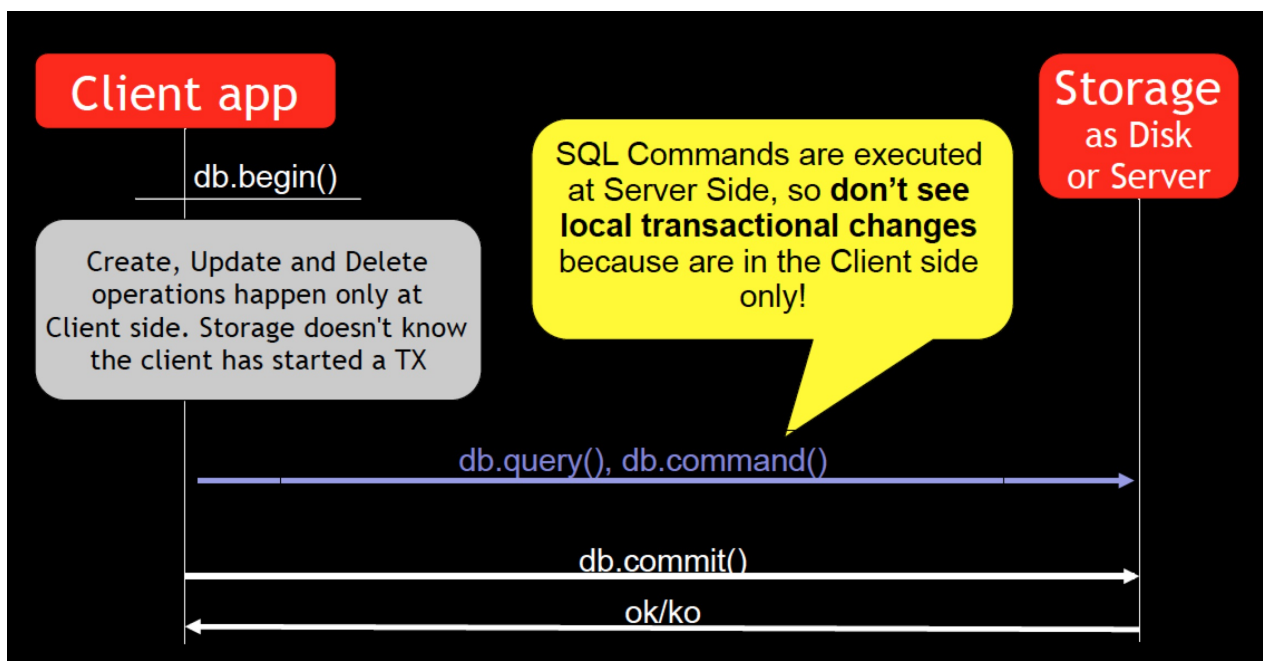 Client app
Storage
as Disk
or Server
db.begin()
SQL Commands are executed
at Server Side, so don't see
local transactional changes
because are in the Client side
only!
Create, Update and Delete
operations happen only at
Client side. Storage doesn't know
the client has started a TX
db.query(), db.command()
db.commit()
ok/ko